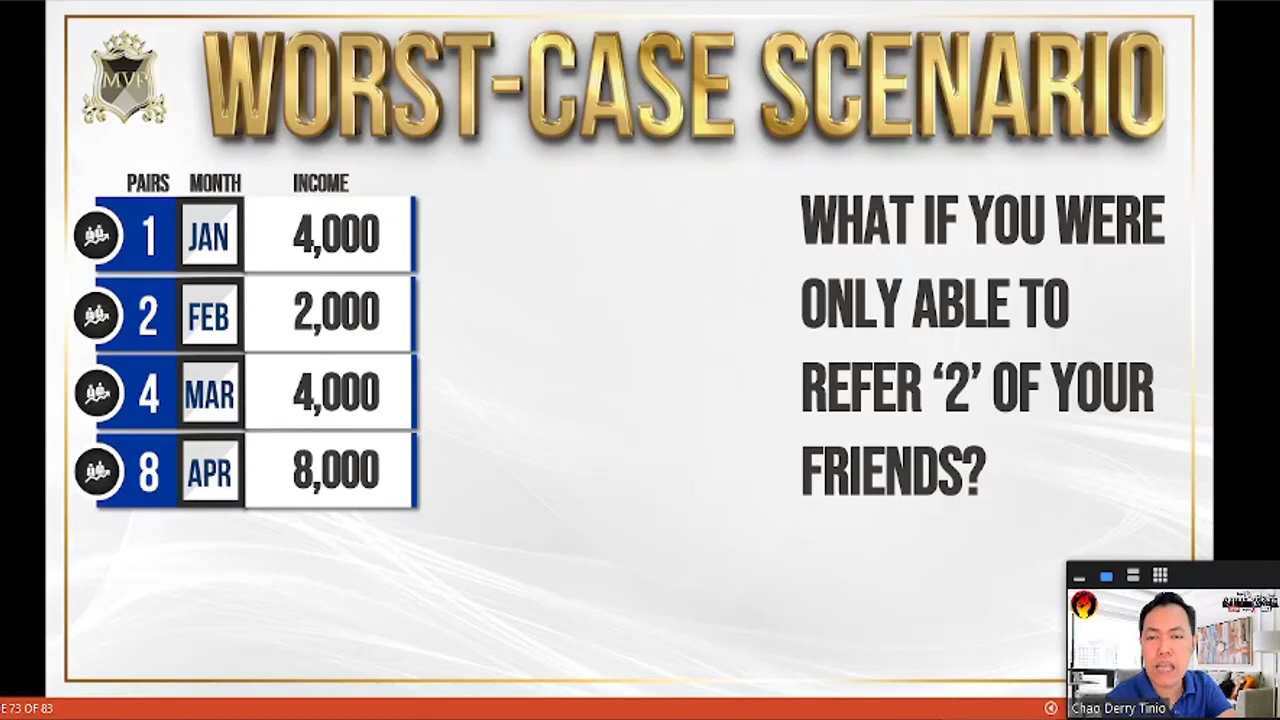 WORST-CASE SCENARIO
MVP
PAIRS MONTH INCOME
1 JAN 4,000
2 FEB 2,000
4 MAR 4,000
8 APR 8,000
WHAT IF YOU WERE
ONLY ABLE TO
REFER ‘2’ OF YOUR
FRIENDS?
E 73 OF 83
Chao Derry Tinio